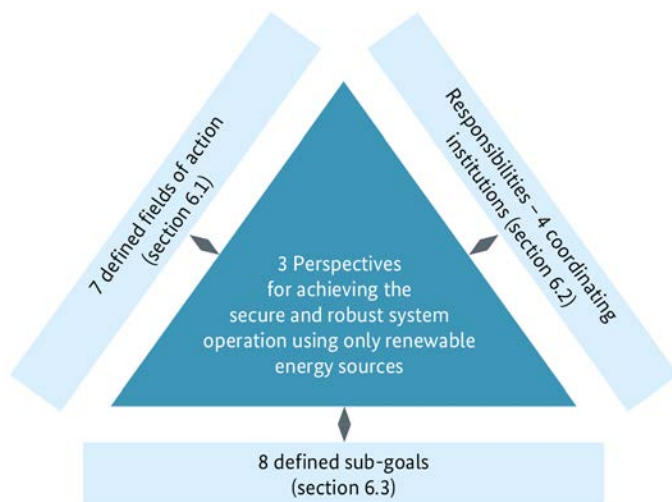 7 defined fields of action
(section 6.1)
Responsibilities – 4 coordinating
institutions (section 6.2)
3 Perspectives
for achieving the
secure and robust system
operation using only renewable
energy sources
8 defined sub-goals
(section 6.3)